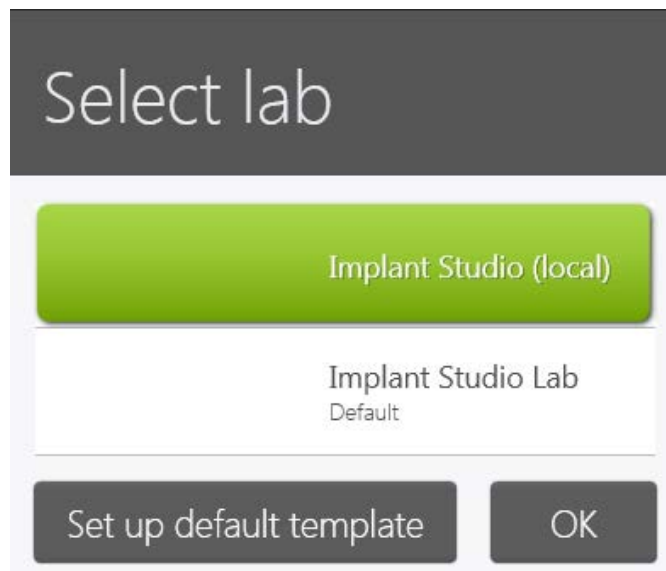 Select lab
Implant Studio (local)
Implant Studio Lab
Default
Set up default template
OK